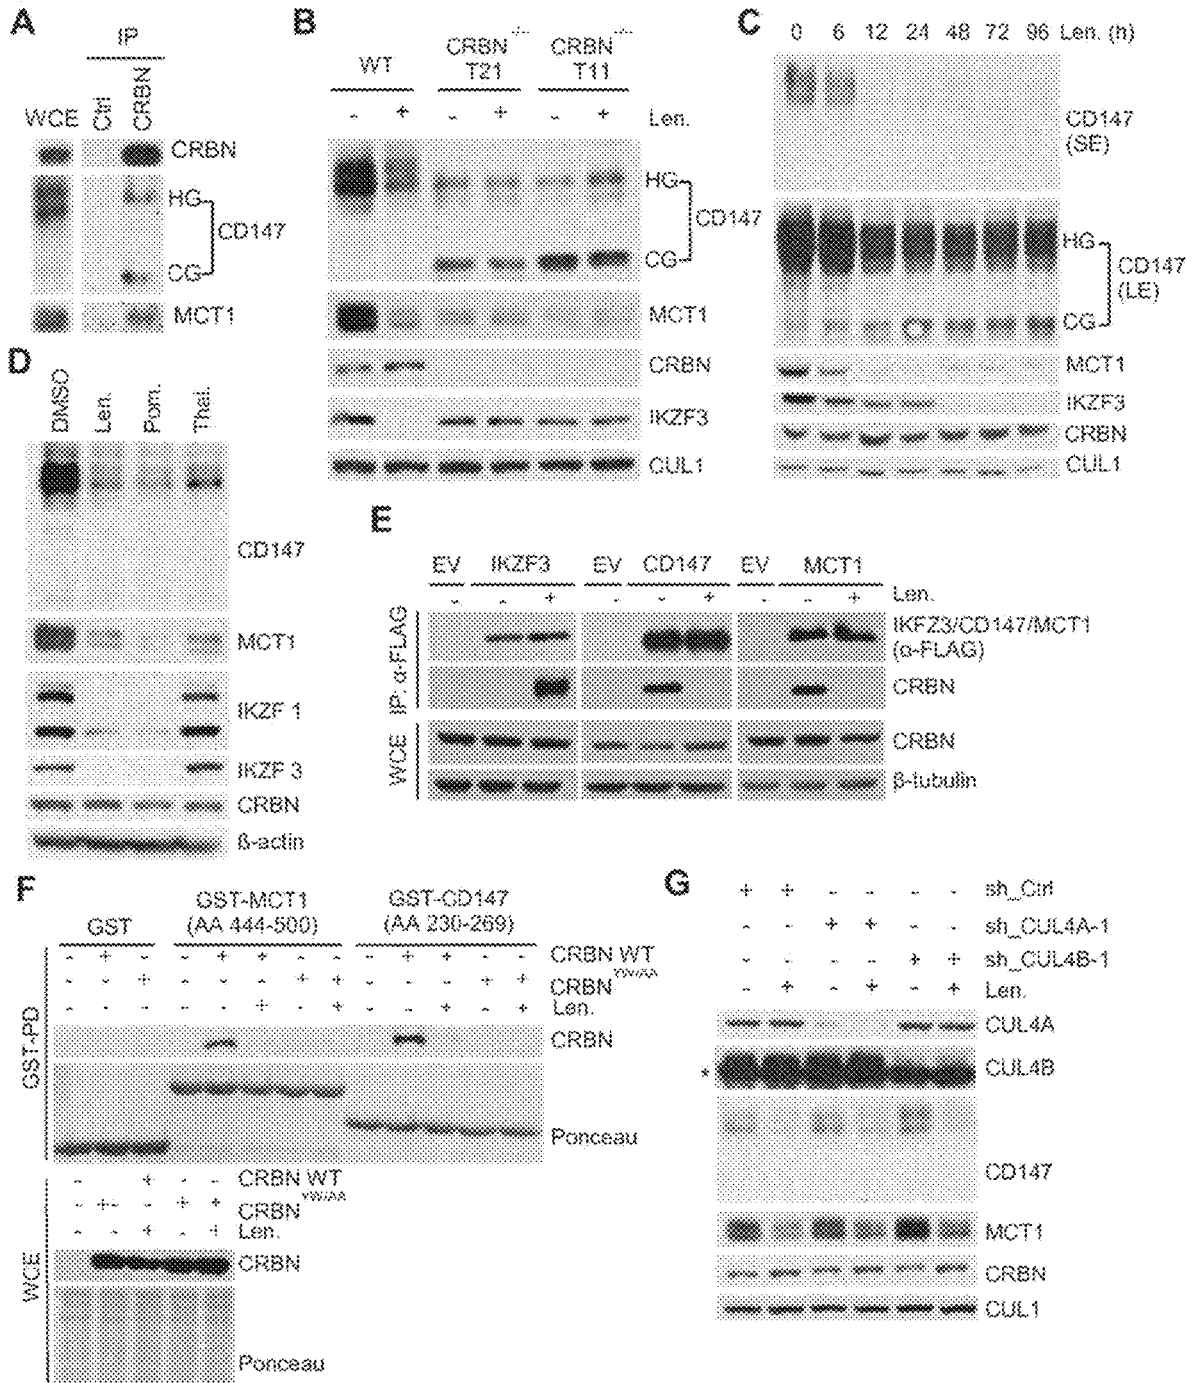 A
IP
WCE
Ctrl
CRBN
CRBN
HG
CD147
CG
MCT1
B
WT
CRBN -/-
T21
CRBN -/-
T11
- + - + - + Len.
HG
CD147
CG
MCT1
CRBN
IKZF3
CUL1
C
0 6 12 24 48 72 96 Len. (h)
CD147
(SE)
HG
CD147
(LE)
CG
MCT1
IKZF3
CRBN
CUL1
D
DMSO
Len.
Pom.
Thal.
CD147
MCT1
IKZF 1
IKZF 3
CRBN
ß-actin
E
EV IKZF3 EV CD147 EV MCT1
- - + - - + - - + Len.
IP: α-FLAG
IKFZ3/CD147/MCT1
(α-FLAG)
CRBN
WCE
CRBN
β-tubulin
F
GST
GST-MCT1
(AA 444-500)
GST-CD147
(AA 230-269)
- + - - + + - - - + + - - CRBN WT
- - + - - - + + - - - + + CRBN YW/AA
- - - - - + - + - - + - + Len.
GST-PD
CRBN
Ponceau
- + - - CRBN WT
- + - - + + CRBN YW/AA
- - + - + Len.
WCE
CRBN
Ponceau
G
+ + - - - - sh_Ctrl
- - + + - - sh_CUL4A-1
- - - - + + sh_CUL4B-1
- + - + - + Len.
CUL4A
* CUL4B
CD147
MCT1
CRBN
CUL1